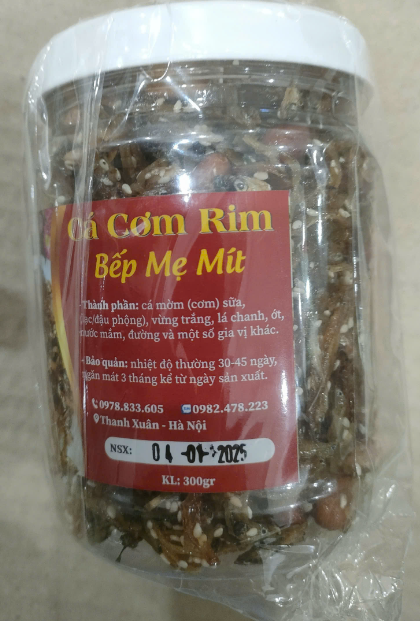 Cá Cơm Rim
Bếp Mẹ Mít
- Thành phần: cá mờm (cơm) sữa,
lạc/đậu phộng), vừng trắng, lá chanh, ớt,
nước mắm, đường và một số gia vị khác.
- Bảo quản: nhiệt độ thường 30-45 ngày,
ngăn mát 3 tháng kể từ ngày sản xuất.
0978.833.605 0982.478.223
Thanh Xuân - Hà Nội
NSX: 04 -01- 2025
KL: 300gr